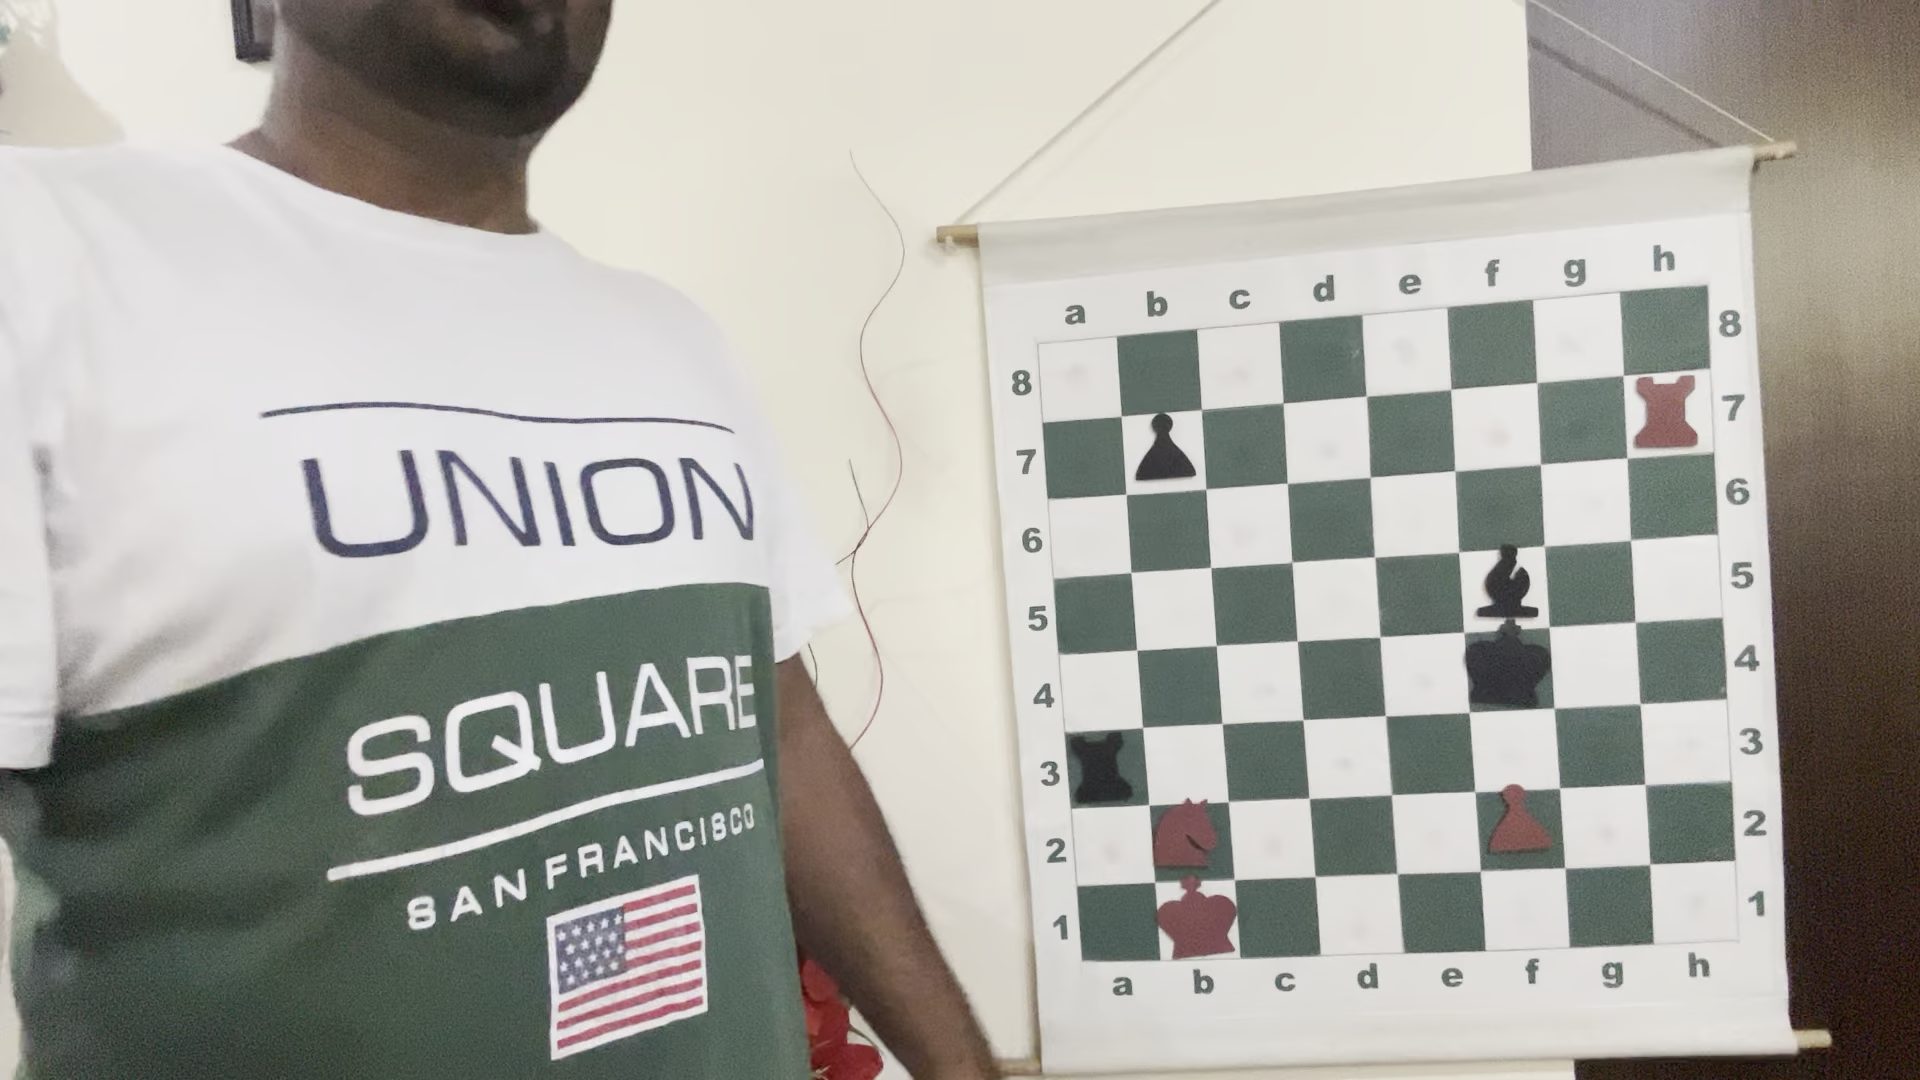 UNION
SQUARE
SAN FRANCISCO
a b c d e f g h
8 8
7 7
6 6
5 5
4 4
3 3
2 2
1 1
a b c d e f g h